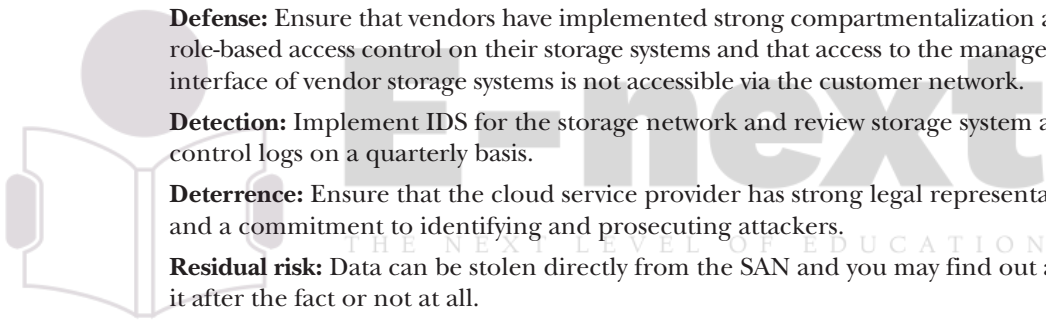 Defense: Ensure that vendors have implemented strong compartmentalization a
role-based access control on their storage systems and that access to the manage
interface of vendor storage systems is not accessible via the customer network.
Detection: Implement IDS for the storage network and review storage system a
control logs on a quarterly basis.
Deterrence: Ensure that the cloud service provider has strong legal representa
and a commitment to identifying and prosecuting attackers.
Residual risk: Data can be stolen directly from the SAN and you may find out a
it after the fact or not at all.
E-next
THE NEXT LEVEL OF EDUCATION